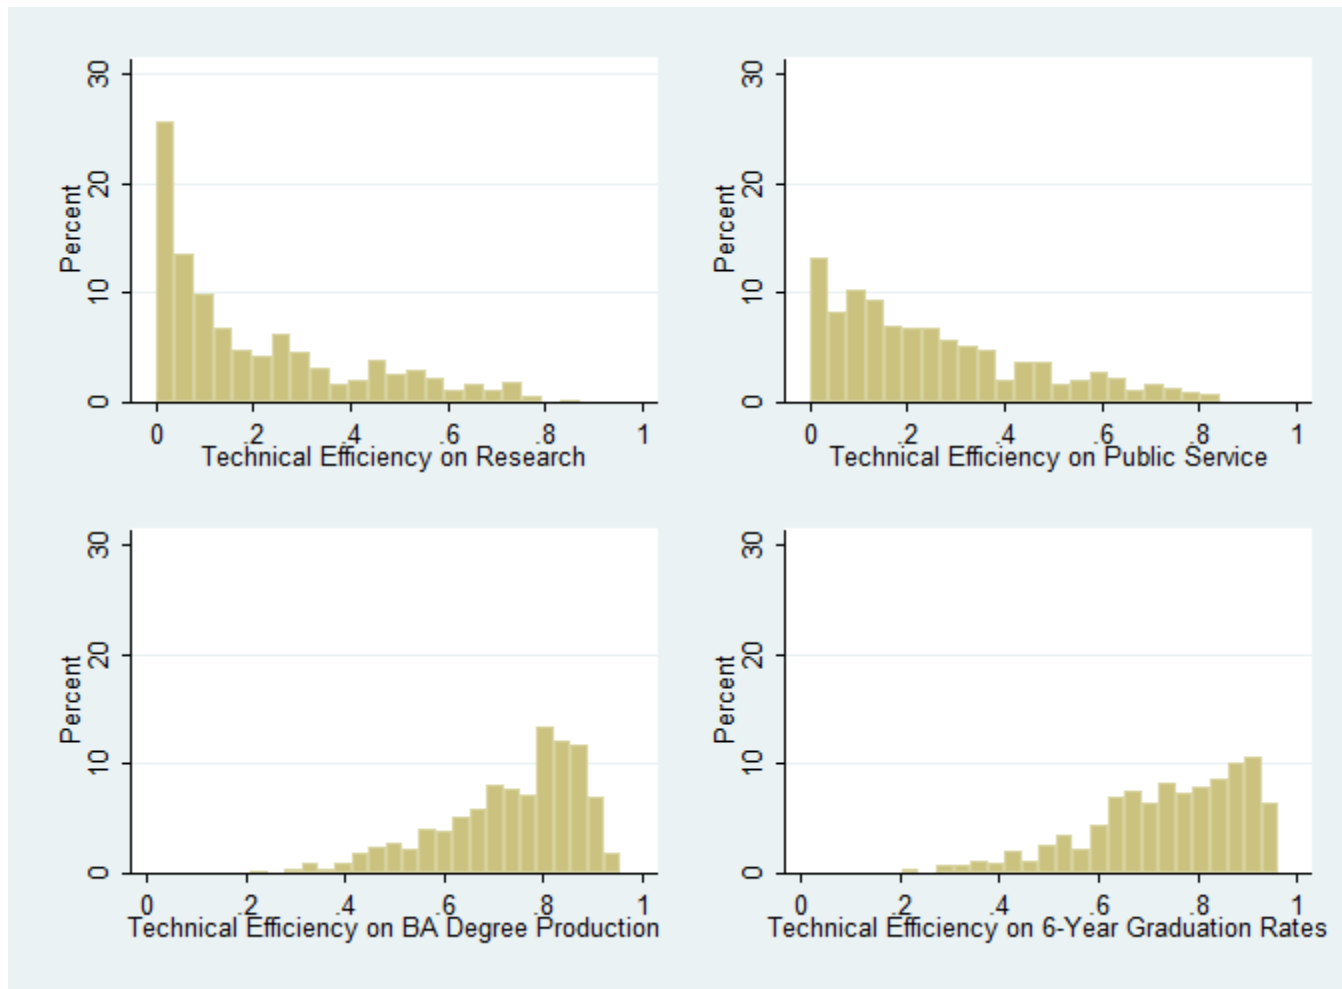 30
20
10
0
Percent
0 .2 .4 .6 .8 1
Technical Efficiency on Research
30
20
10
0
Percent
0 .2 .4 .6 .8 1
Technical Efficiency on Public Service
30
20
10
0
Percent
0 .2 .4 .6 .8 1
Technical Efficiency on BA Degree Production
30
20
10
0
Percent
0 .2 .4 .6 .8 1
Technical Efficiency on 6-Year Graduation Rates